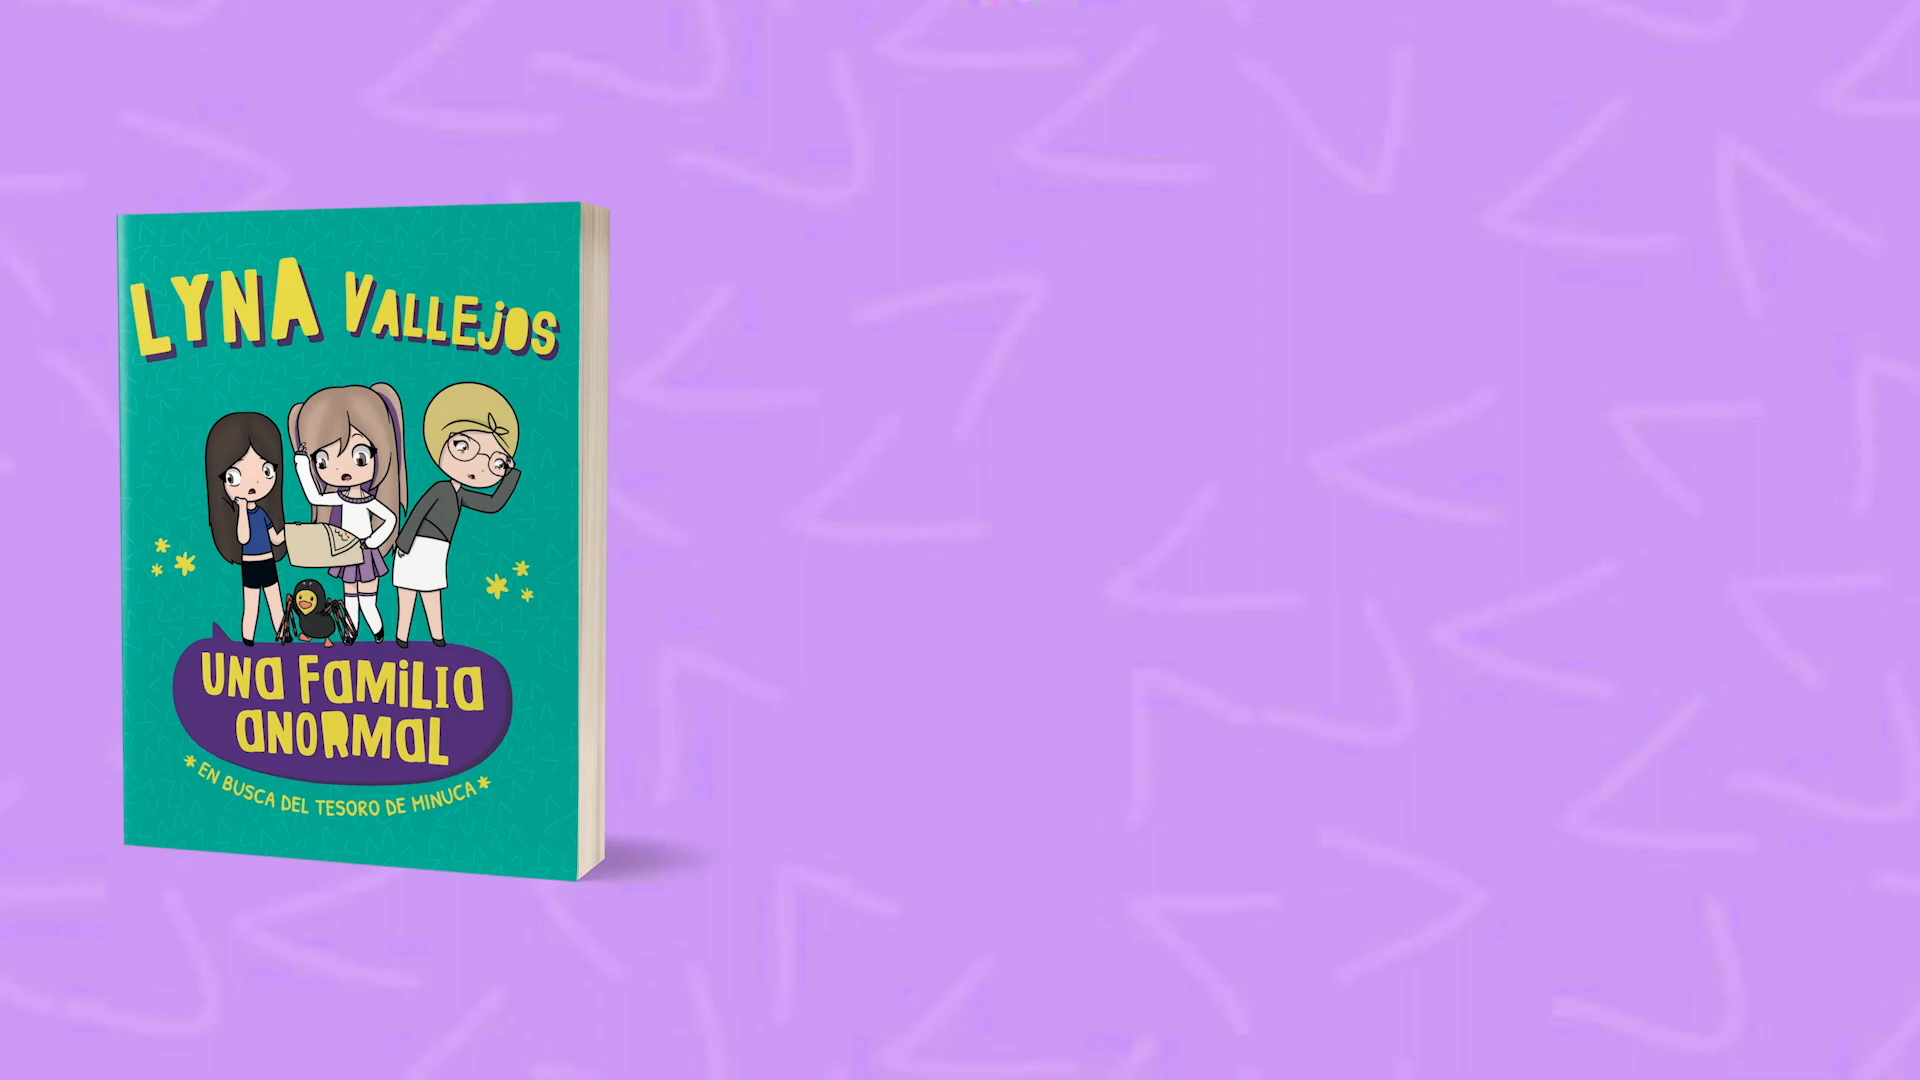 LYNA VALLEJOS
UNA FAMILIA
ANORMAL
* EN BUSCA DEL TESORO DE MINUCA *